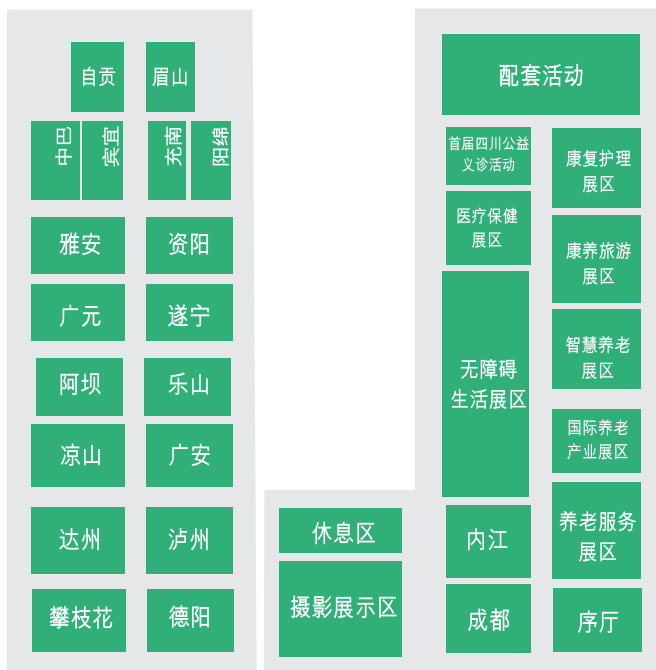 自贡
眉山
巴中
宜宾
南充
绵阳
雅安
资阳
广元
遂宁
阿坝
乐山
凉山
广安
达州
泸州
攀枝花
德阳
休息区
摄影展示区
配套活动
首届四川公益
义诊活动
医疗保健
展区
无障碍
生活展区
内江
成都
康复护理
展区
康养旅游
展区
智慧养老
展区
国际养老
产业展区
养老服务
展区
序厅